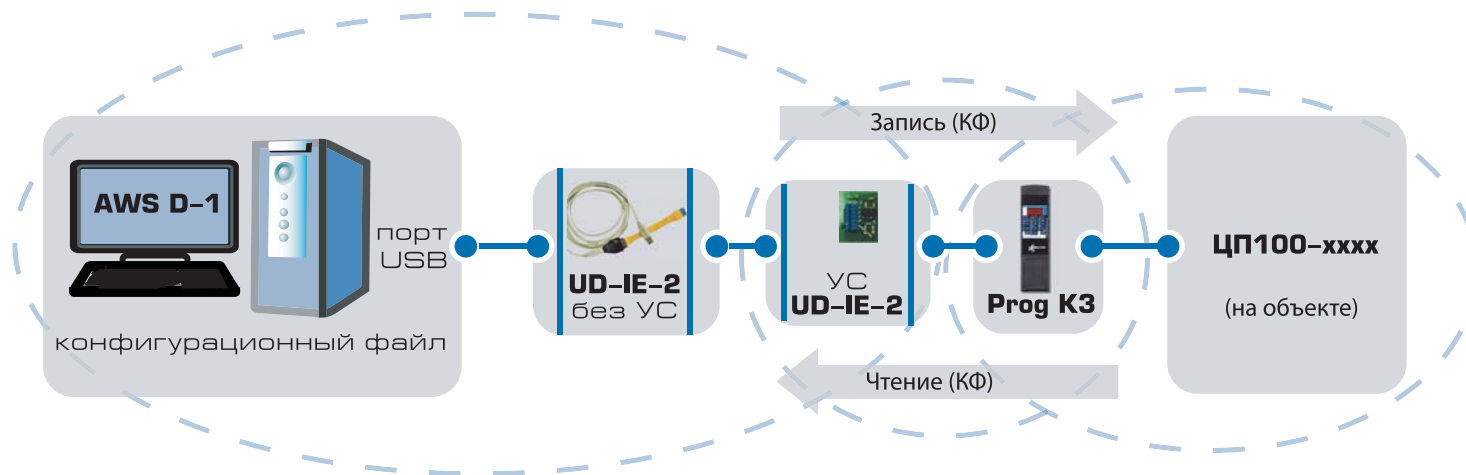 AWS D-1
порт
USB
конфигурационный файл
UD-IE-2
без УС
Запись (КФ)
УС
UD-IE-2
Prog K3
Чтение (КФ)
ЦП100-xxxx
(на объекте)